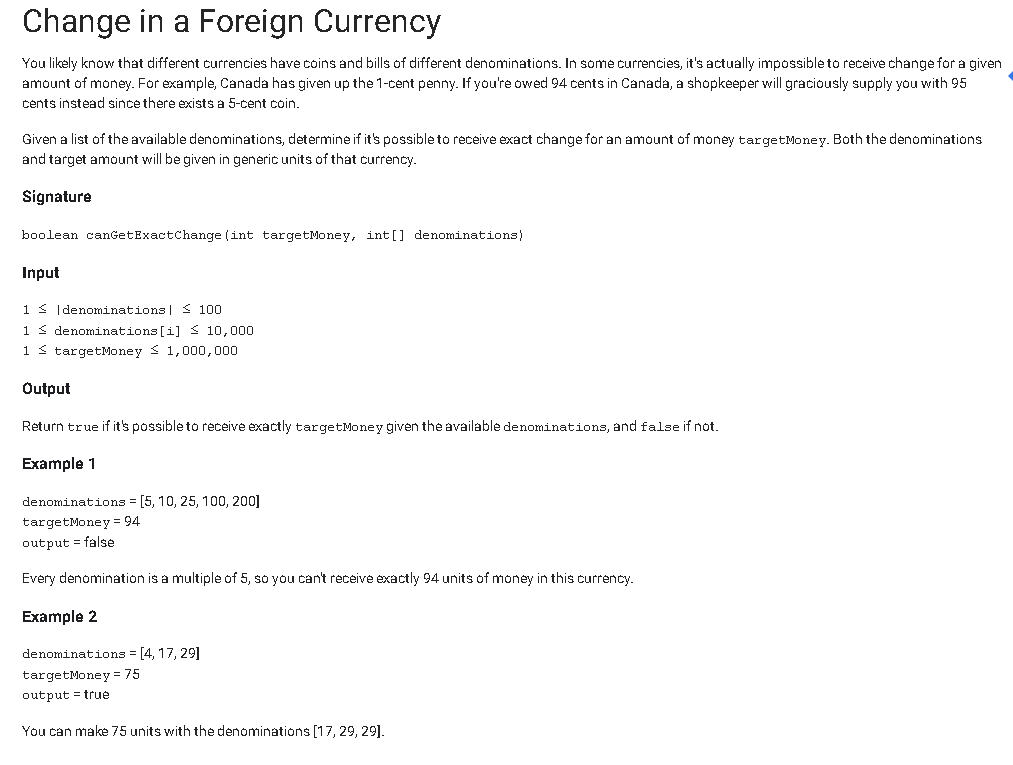 Change in a Foreign Currency
You likely know that different currencies have coins and bills of different denominations. In some currencies, it's actually impossible to receive change for a given
amount of money. For example, Canada has given up the 1-cent penny. If you're owed 94 cents in Canada, a shopkeeper will graciously supply you with 95
cents instead since there exists a 5-cent coin.
Given a list of the available denominations, determine if it's possible to receive exact change for an amount of money targetMoney. Both the denominations
and target amount will be given in generic units of that currency.
Signature
boolean canGetExactChange(int targetMoney, int[] denominations)
Input
1 ≤ |denominations| ≤ 100
1 ≤ denominations[i] ≤ 10,000
1 ≤ targetMoney ≤ 1,000,000
Output
Return true if it's possible to receive exactly targetMoney given the available denominations, and false if not.
Example 1
denominations = [5, 10, 25, 100, 200]
targetMoney = 94
output = false
Every denomination is a multiple of 5, so you can't receive exactly 94 units of money in this currency.
Example 2
denominations = [4, 17, 29]
targetMoney = 75
output = true
You can make 75 units with the denominations [17, 29, 29].